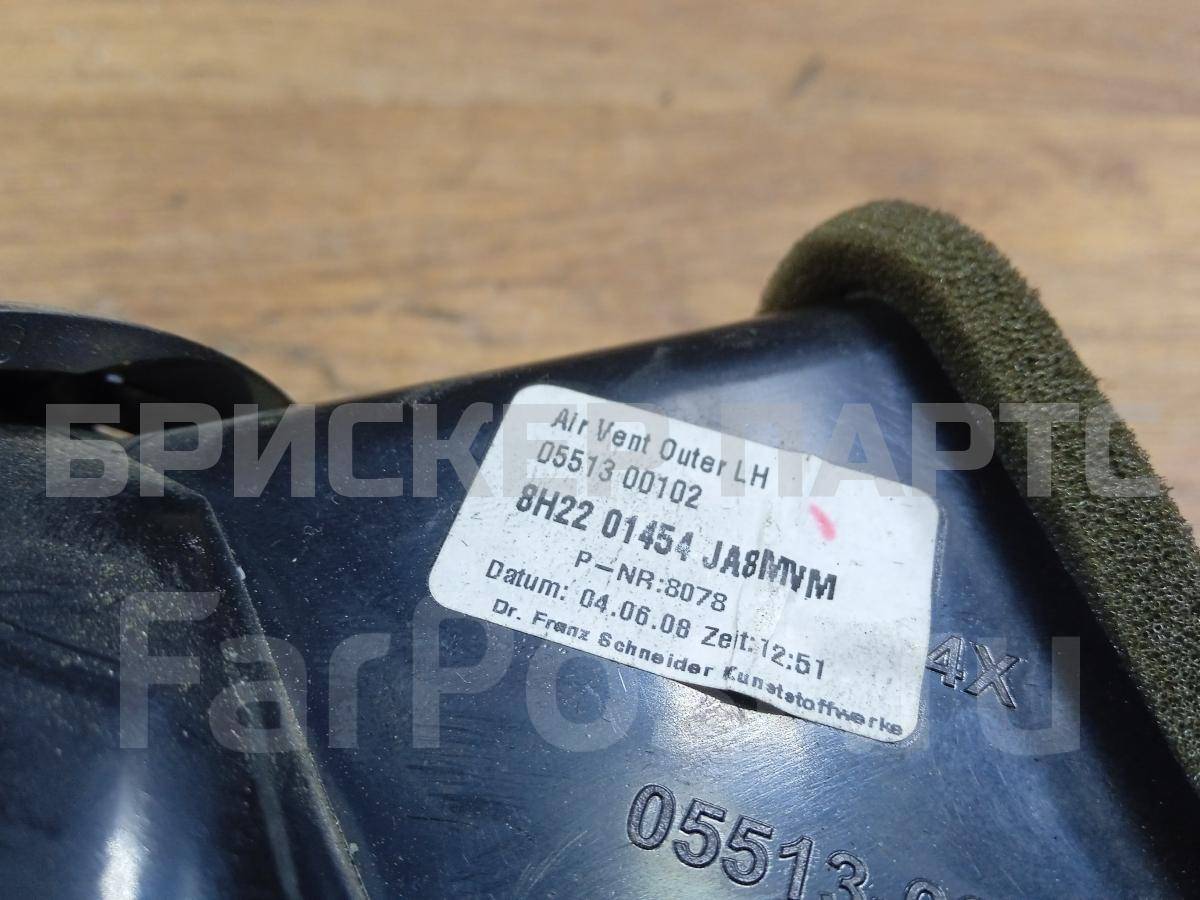 Air Vent Outer LH
05513 00102
8H22 01454 JA8MVM
P-NR:8078
Datum: 04.06.08 Zeit:12:51
Dr. Franz Schneider Kunststoffwerke
4X
05513
БРИСКЕР ПАРТС
FarPost.ru